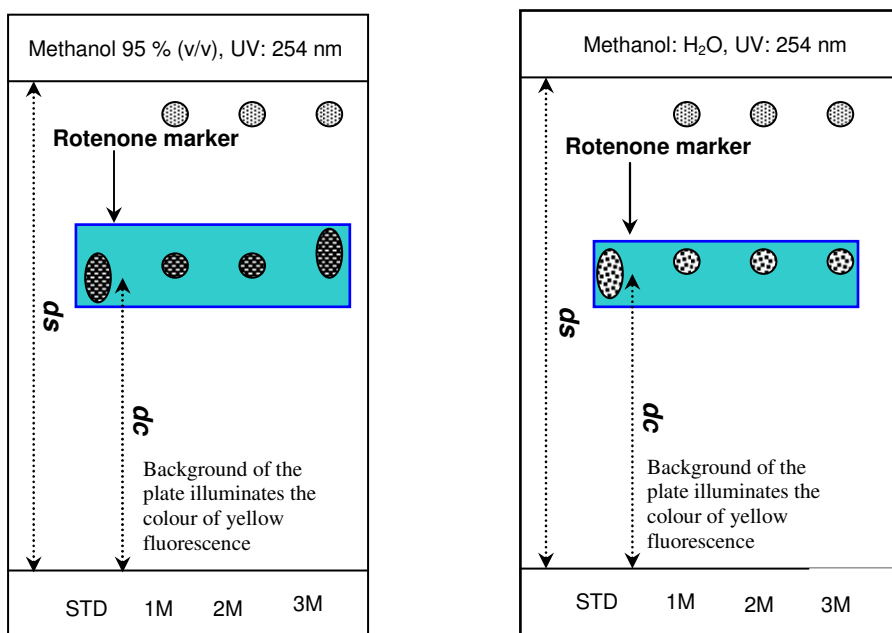 Methanol 95 % (v/v), UV: 254 nm
Rotenone marker
ds
dc
Background of the
plate illuminates the
colour of yellow
fluorescence
STD 1M 2M 3M
Methanol: H₂O, UV: 254 nm
Rotenone marker
ds
dc
Background of the
plate illuminates the
colour of yellow
fluorescence
STD 1M 2M 3M